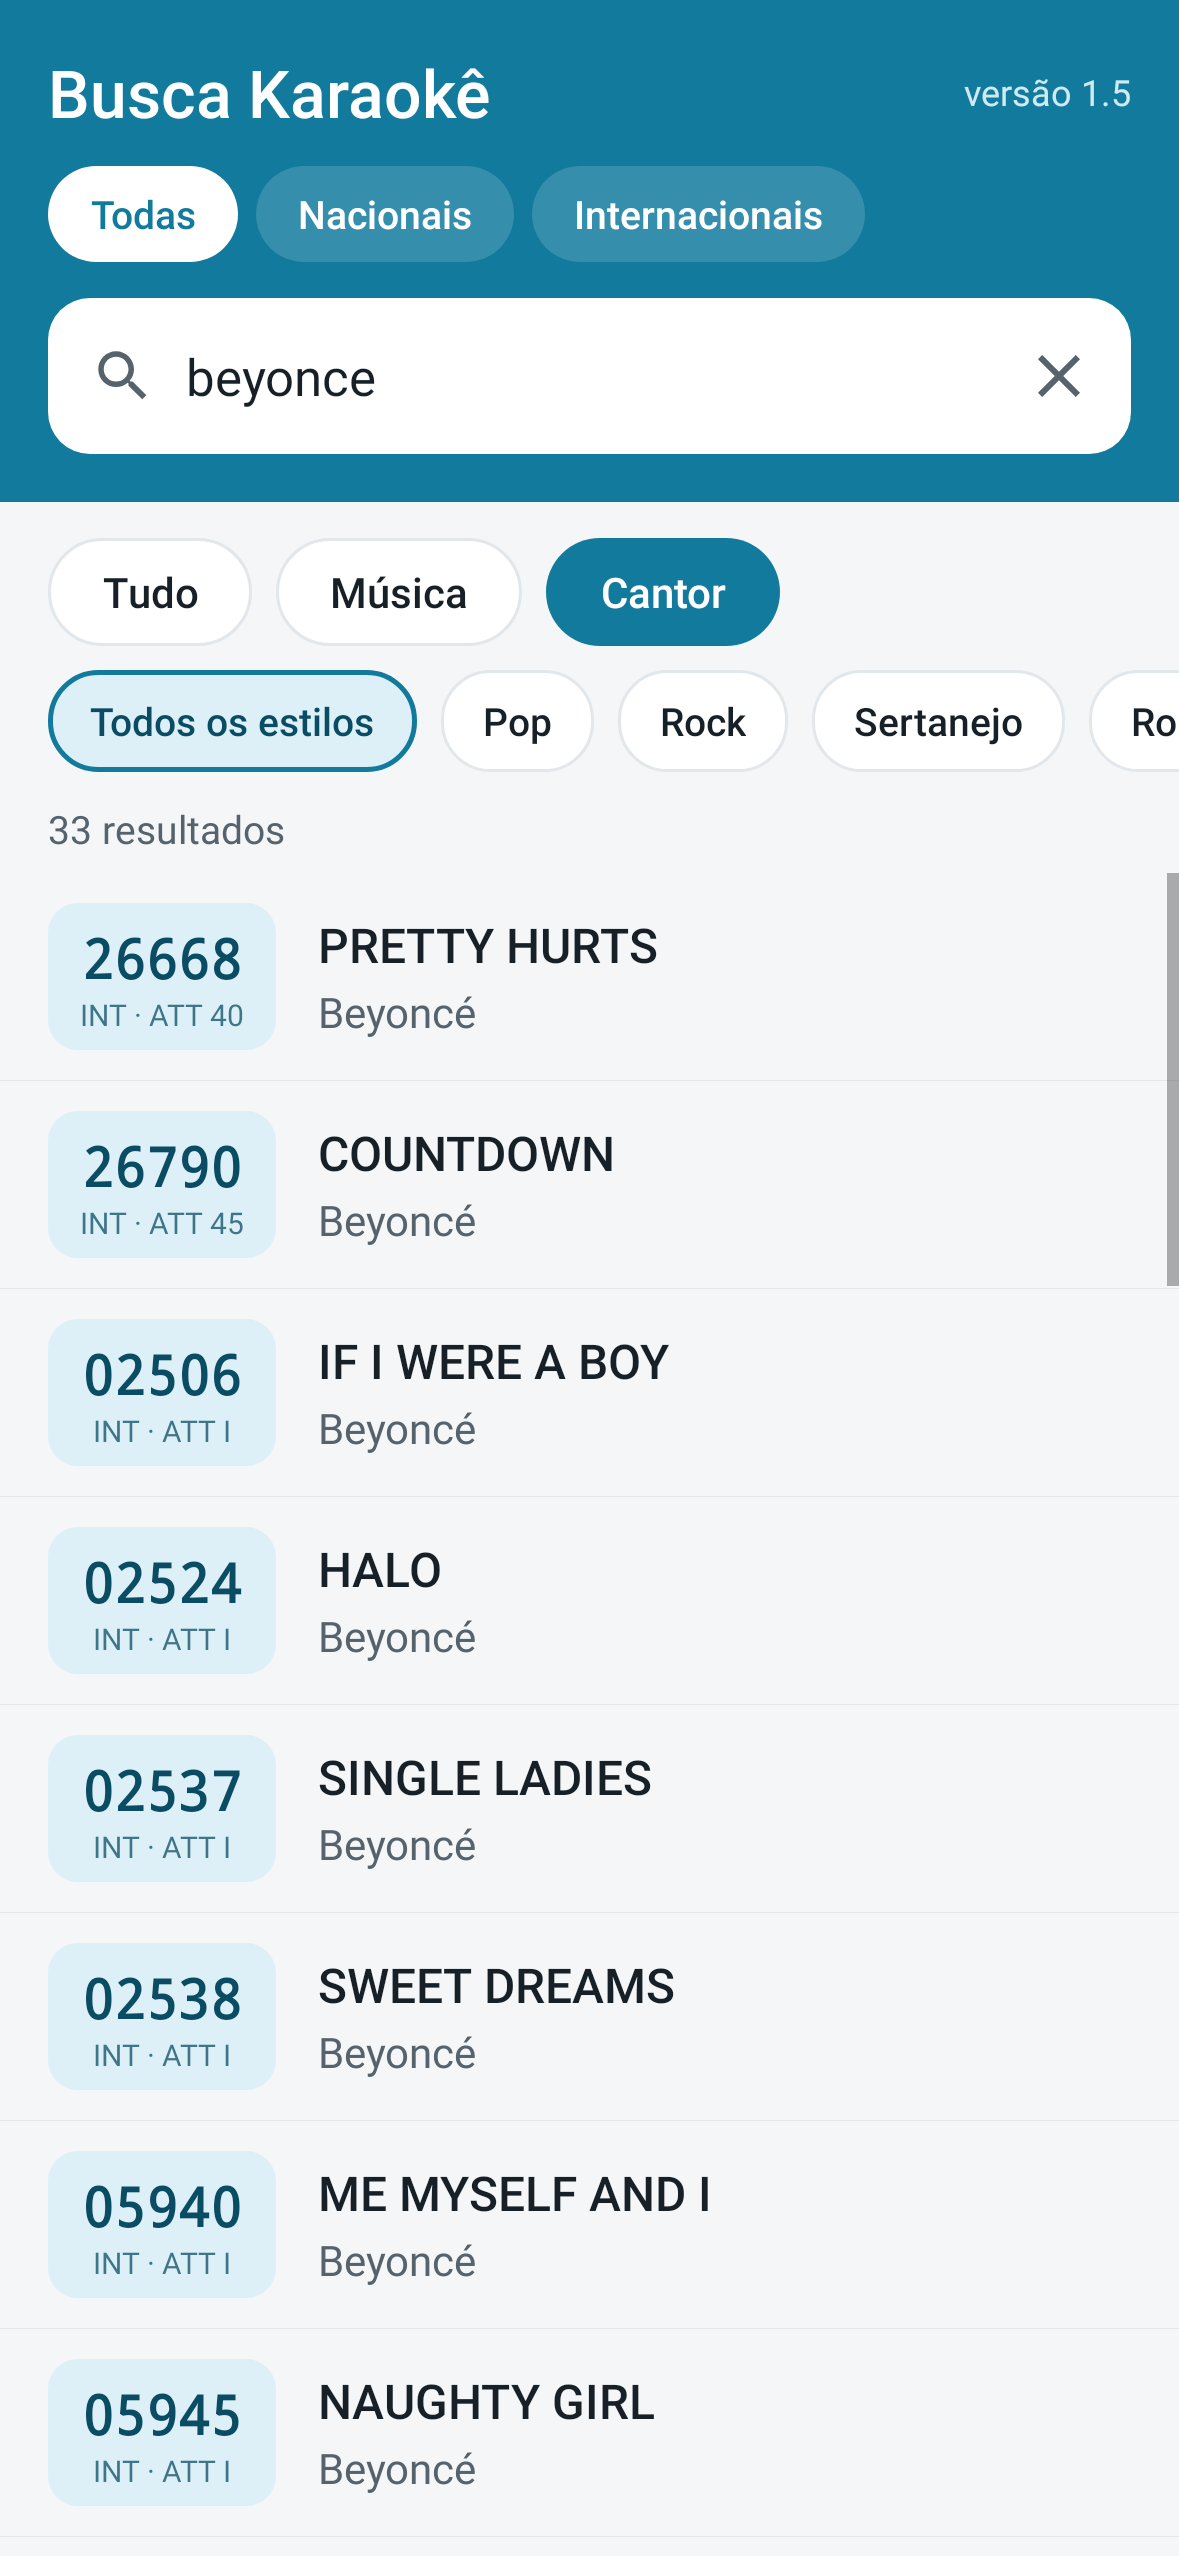 Busca Karaokê
versão 1.5
Todas
Nacionais
Internacionais
beyonce
Tudo
Música
Cantor
Todos os estilos
Pop
Rock
Sertanejo
Ro
33 resultados
26668
INT · ATT 40
PRETTY HURTS
Beyoncé
26790
INT · ATT 45
COUNTDOWN
Beyoncé
02506
INT · ATT I
IF I WERE A BOY
Beyoncé
02524
INT · ATT I
HALO
Beyoncé
02537
INT · ATT I
SINGLE LADIES
Beyoncé
02538
INT · ATT I
SWEET DREAMS
Beyoncé
05940
INT · ATT I
ME MYSELF AND I
Beyoncé
05945
INT · ATT I
NAUGHTY GIRL
Beyoncé